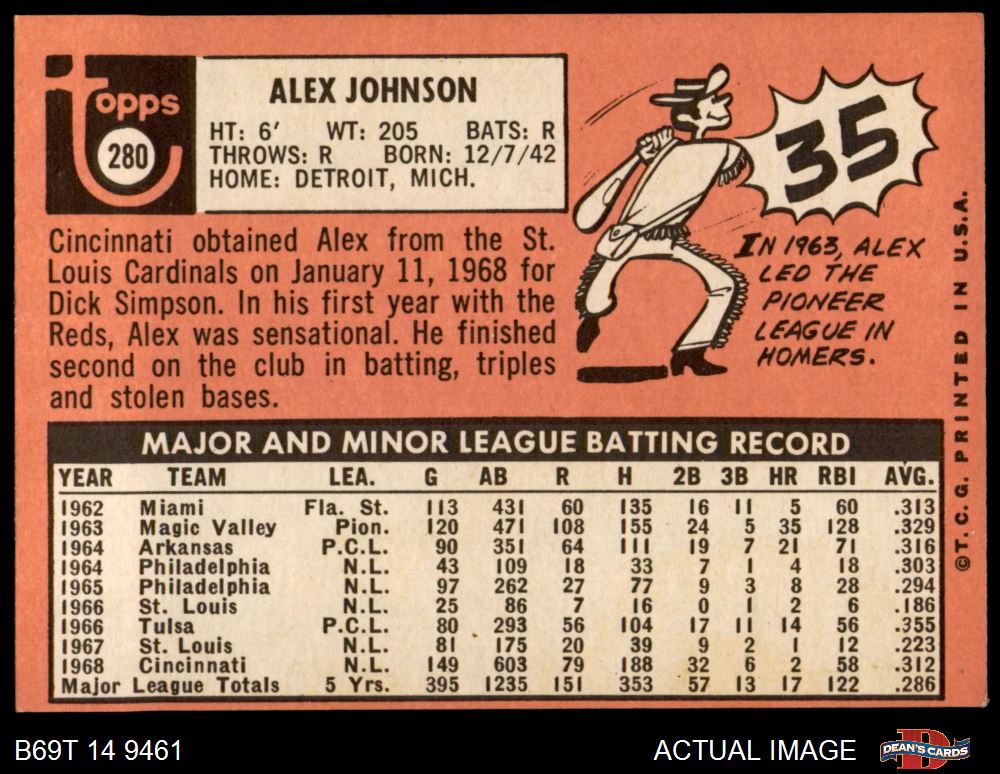 topps
280
ALEX JOHNSON
HT: 6' WT: 205 BATS: R
THROWS: R BORN: 12/7/42
HOME: DETROIT, MICH.
35
Cincinnati obtained Alex from the St.
Louis Cardinals on January 11, 1968 for
Dick Simpson. In his first year with the
Reds, Alex was sensational. He finished
second on the club in batting, triples
and stolen bases.
IN 1963, ALEX
LED THE
PIONEER
LEAGUE IN
HOMERS.
©T.C.G. PRINTED IN U.S.A.
MAJOR AND MINOR LEAGUE BATTING RECORD
YEAR TEAM LEA. G AB R H 2B 3B HR RBI AVG.
1962 Miami Fla. St. 113 431 60 135 16 11 5 60 .313
1963 Magic Valley Pion. 120 471 108 155 24 5 35 128 .329
1964 Arkansas P.C.L. 90 351 64 111 19 7 21 71 .316
1964 Philadelphia N.L. 43 109 18 33 7 1 4 18 .303
1965 Philadelphia N.L. 97 262 27 77 9 3 8 28 .294
1966 St. Louis N.L. 25 86 7 16 0 1 2 6 .186
1966 Tulsa P.C.L. 80 293 56 104 17 11 14 56 .355
1967 St. Louis N.L. 81 175 20 39 9 2 1 12 .223
1968 Cincinnati N.L. 149 603 79 188 32 6 2 58 .312
Major League Totals 5 Yrs. 395 1235 151 353 57 13 17 122 .286
B69T 14 9461
ACTUAL IMAGE
DEAN'S CARDS